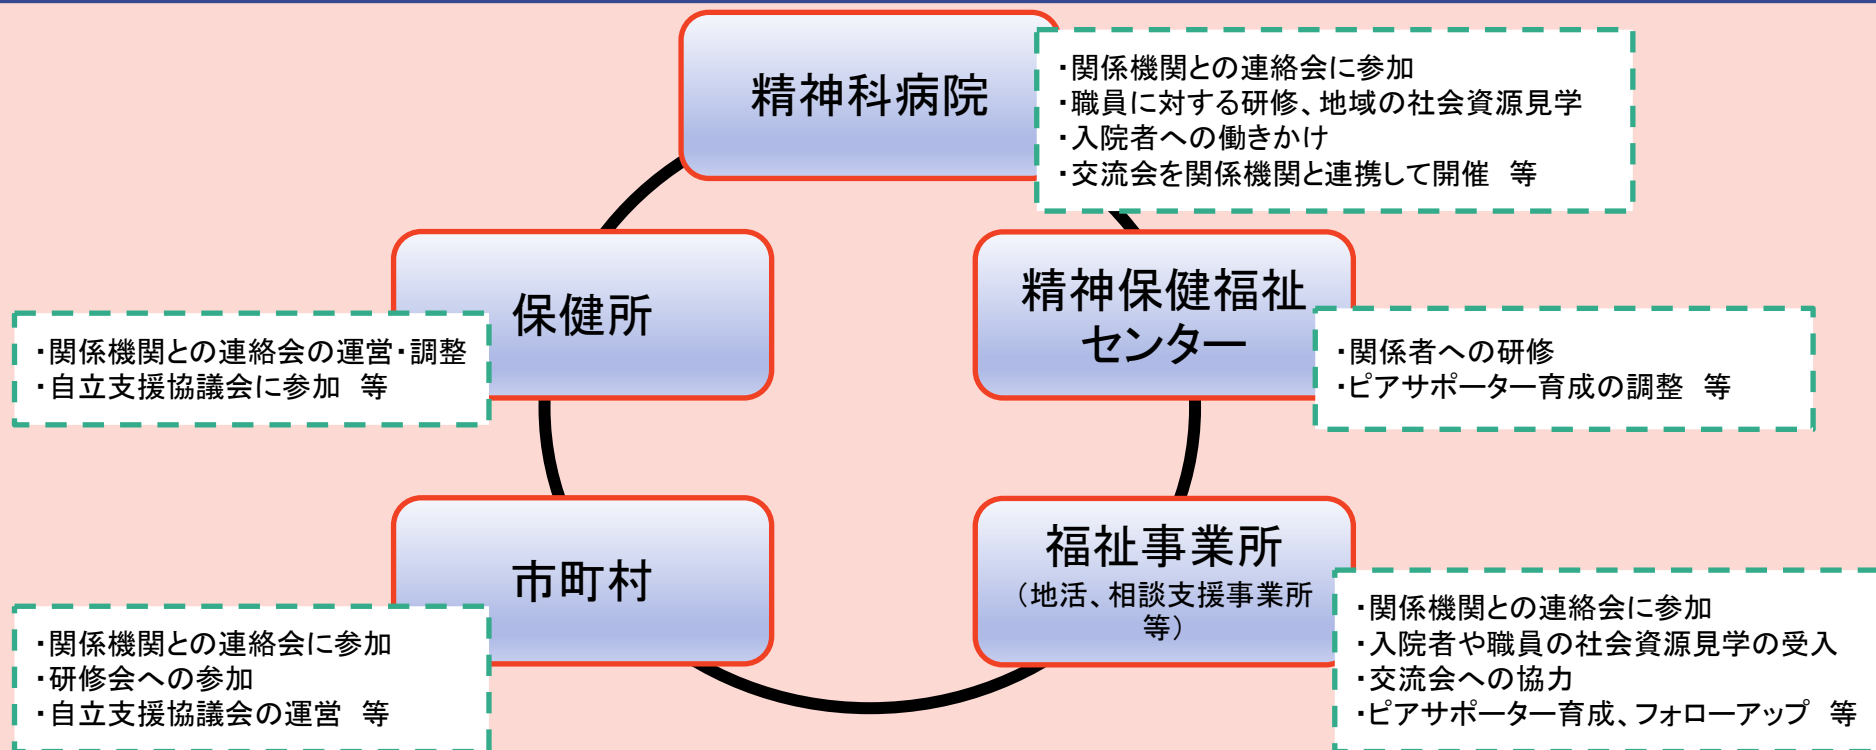 精神科病院
・関係機関との連絡会に参加
・職員に対する研修、地域の社会資源見学
・入院者への働きかけ
・交流会を関係機関と連携して開催　等
保健所
・関係機関との連絡会の運営・調整
・自立支援協議会に参加　等
精神保健福祉
センター
・関係者への研修
・ピアサポーター育成の調整　等
市町村
・関係機関との連絡会に参加
・研修会への参加
・自立支援協議会の運営　等
福祉事業所
（地活、相談支援事業所
等）
・関係機関との連絡会に参加
・入院者や職員の社会資源見学の受入
・交流会への協力
・ピアサポーター育成、フォローアップ　等